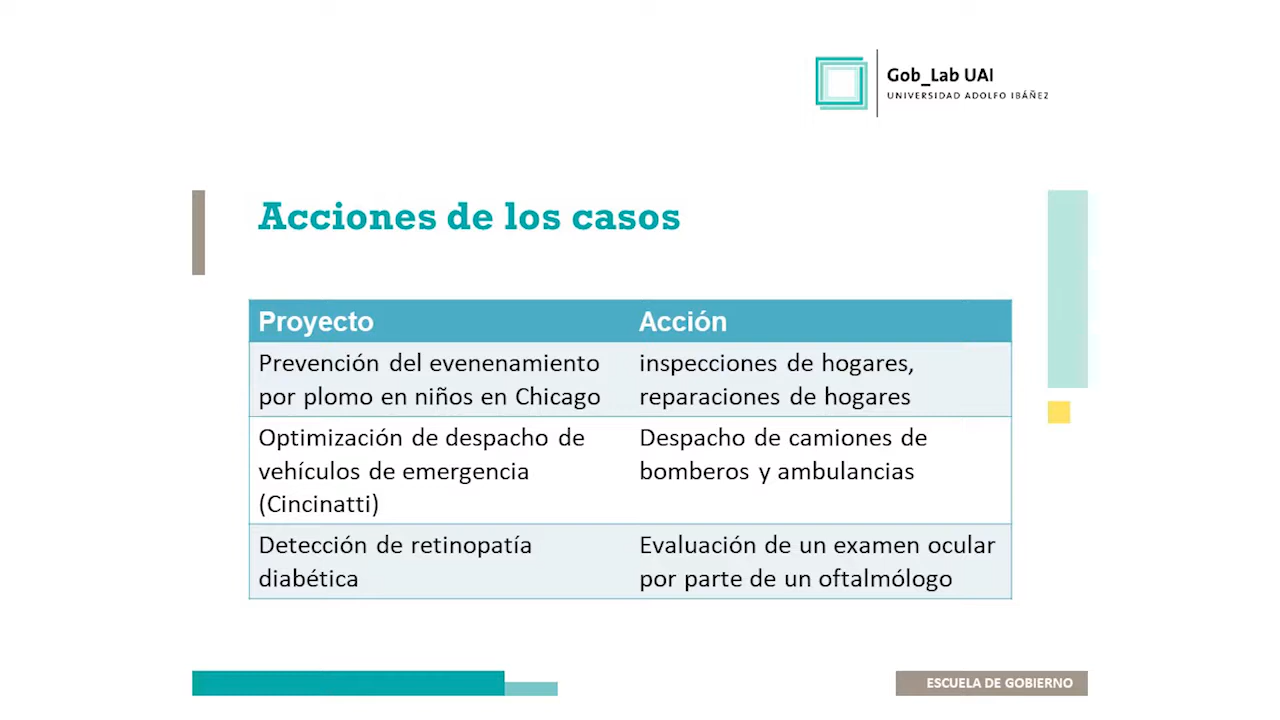 Gob_Lab UAI
UNIVERSIDAD ADOLFO IBÁÑEZ
Acciones de los casos
Proyecto
Acción
Prevención del evenenamiento
por plomo en niños en Chicago
inspecciones de hogares,
reparaciones de hogares
Optimización de despacho de
vehículos de emergencia
(Cincinatti)
Despacho de camiones de
bomberos y ambulancias
Detección de retinopatía
diabética
Evaluación de un examen ocular
por parte de un oftalmólogo
ESCUELA DE GOBIERNO